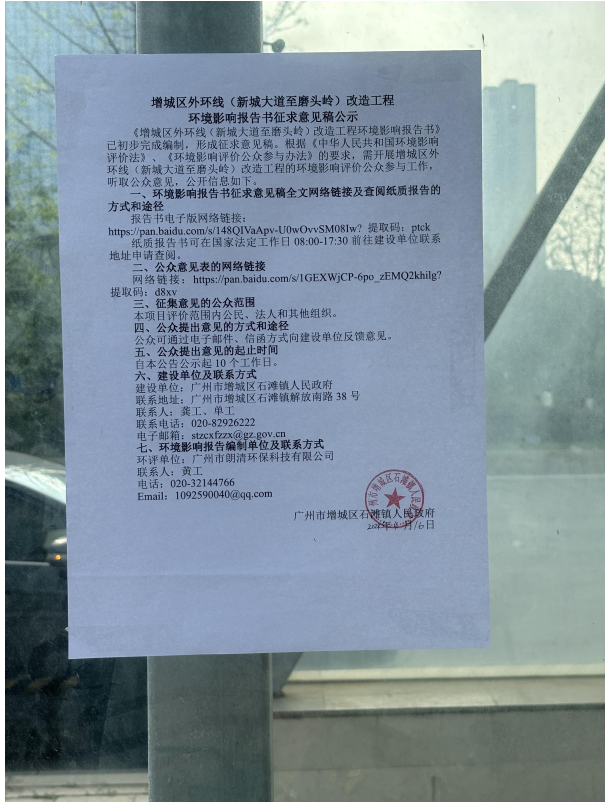 增城区外环线（新城大道至磨头岭）改造工程
环境影响报告书征求意见稿公示
《增城区外环线（新城大道至磨头岭）改造工程环境影响报告书》
已初步完成编制，形成征求意见稿。根据《中华人民共和国环境影响
评价法》、《环境影响评价公众参与办法》的要求，需开展增城区外
环线（新城大道至磨头岭）改造工程的环境影响评价公众参与工作，
听取公众意见，公开信息如下。
一、环境影响报告书征求意见稿全文网络链接及查阅纸质报告的
方式和途径
报告书电子版网络链接：
https://pan.baidu.com/s/148QIVaApv-U0wOvvSM08Iw? 提取码：ptck
纸质报告书可在国家法定工作日 08:00-17:30 前往建设单位联系
地址申请查阅。
二、公众意见表的网络链接
网络链接：https://pan.baidu.com/s/1GEXWjCP-6po_zEMQ2khilg?
提取码：d8xv
三、征集意见的公众范围
本项目评价范围内公民、法人和其他组织。
四、公众提出意见的方式和途径
公众可通过电子邮件、信函方式向建设单位反馈意见。
五、公众提出意见的起止时间
自本公告公示起 10 个工作日。
六、建设单位及联系方式
建设单位：广州市增城区石滩镇人民政府
联系地址：广州市增城区石滩镇解放南路 38 号
联系人：龚工、单工
联系电话：020-82926222
电子邮箱：stzcxfzzx@gz.gov.cn
七、环境影响报告编制单位及联系方式
环评单位：广州市朗清环保科技有限公司
联系人：黄工
电话：020-32144766
Email：1092590040@qq.com
广州市增城区石滩镇人民政府
年 月16日